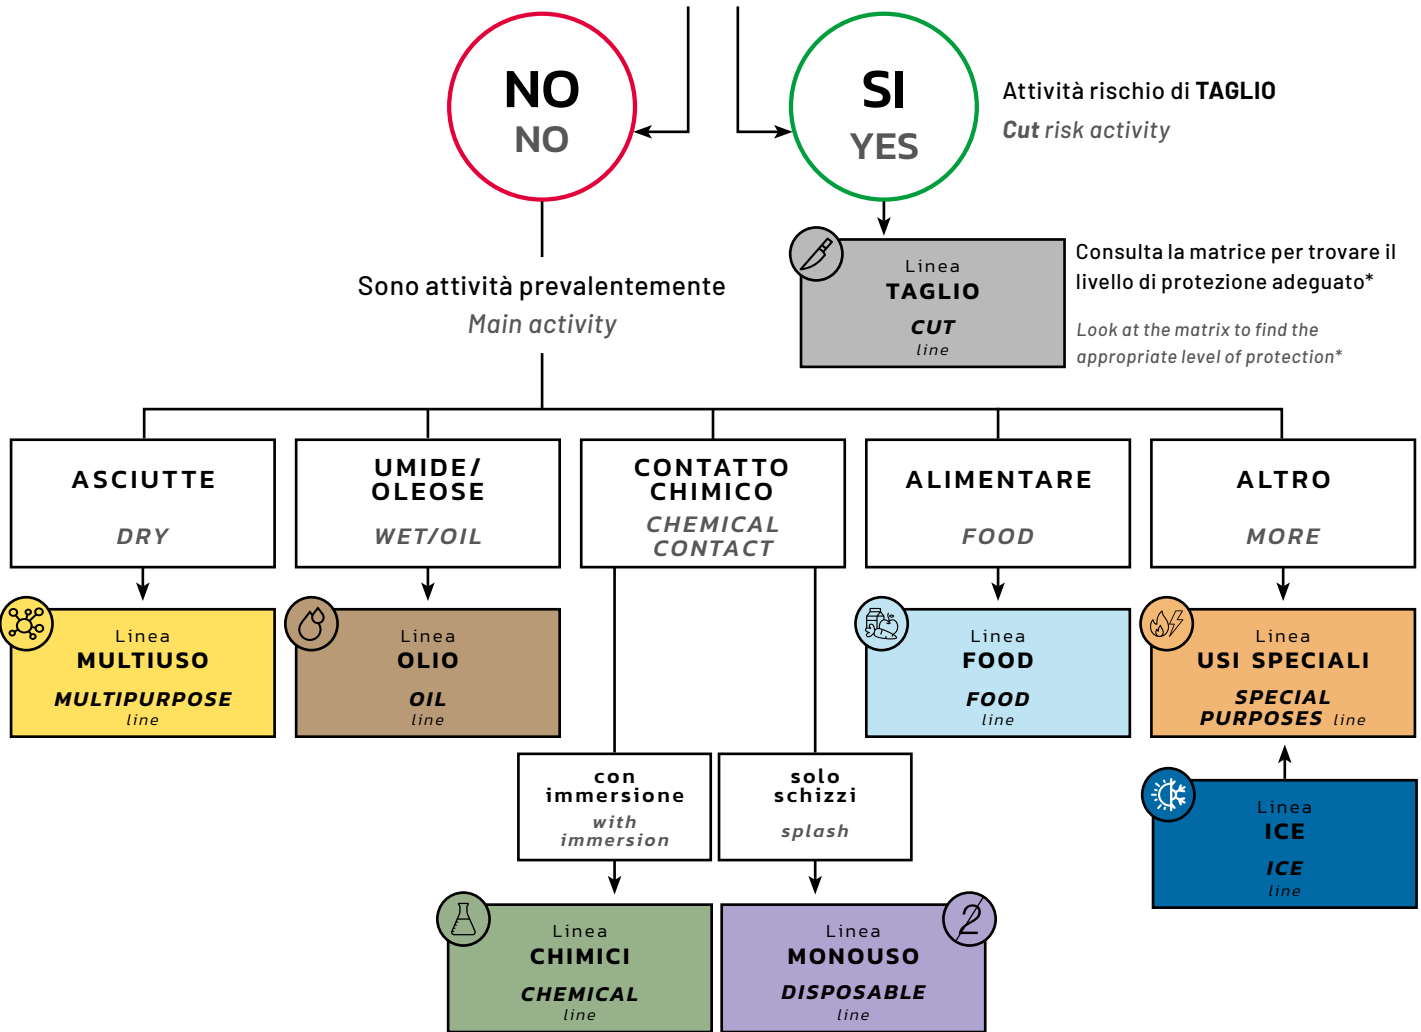 NO
NO
SI
YES
Attività rischio di TAGLIO
Cut risk activity
Linea
TAGLIO
CUT
line
Consulta la matrice per trovare il
livello di protezione adeguato*
Look at the matrix to find the
appropriate level of protection*
Sono attività prevalentemente
Main activity
ASCIUTTE
DRY
UMIDE/
OLEOSE
WET/OIL
CONTATTO
CHIMICO
CHEMICAL
CONTACT
ALIMENTARE
FOOD
ALTRO
MORE
Linea
MULTIUSO
MULTIPURPOSE
line
Linea
OLIO
OIL
line
Linea
FOOD
FOOD
line
Linea
USI SPECIALI
SPECIAL
PURPOSES line
con
immersione
with
immersion
solo
schizzi
splash
Linea
ICE
ICE
line
Linea
CHIMICI
CHEMICAL
line
2
Linea
MONOUSO
DISPOSABLE
line